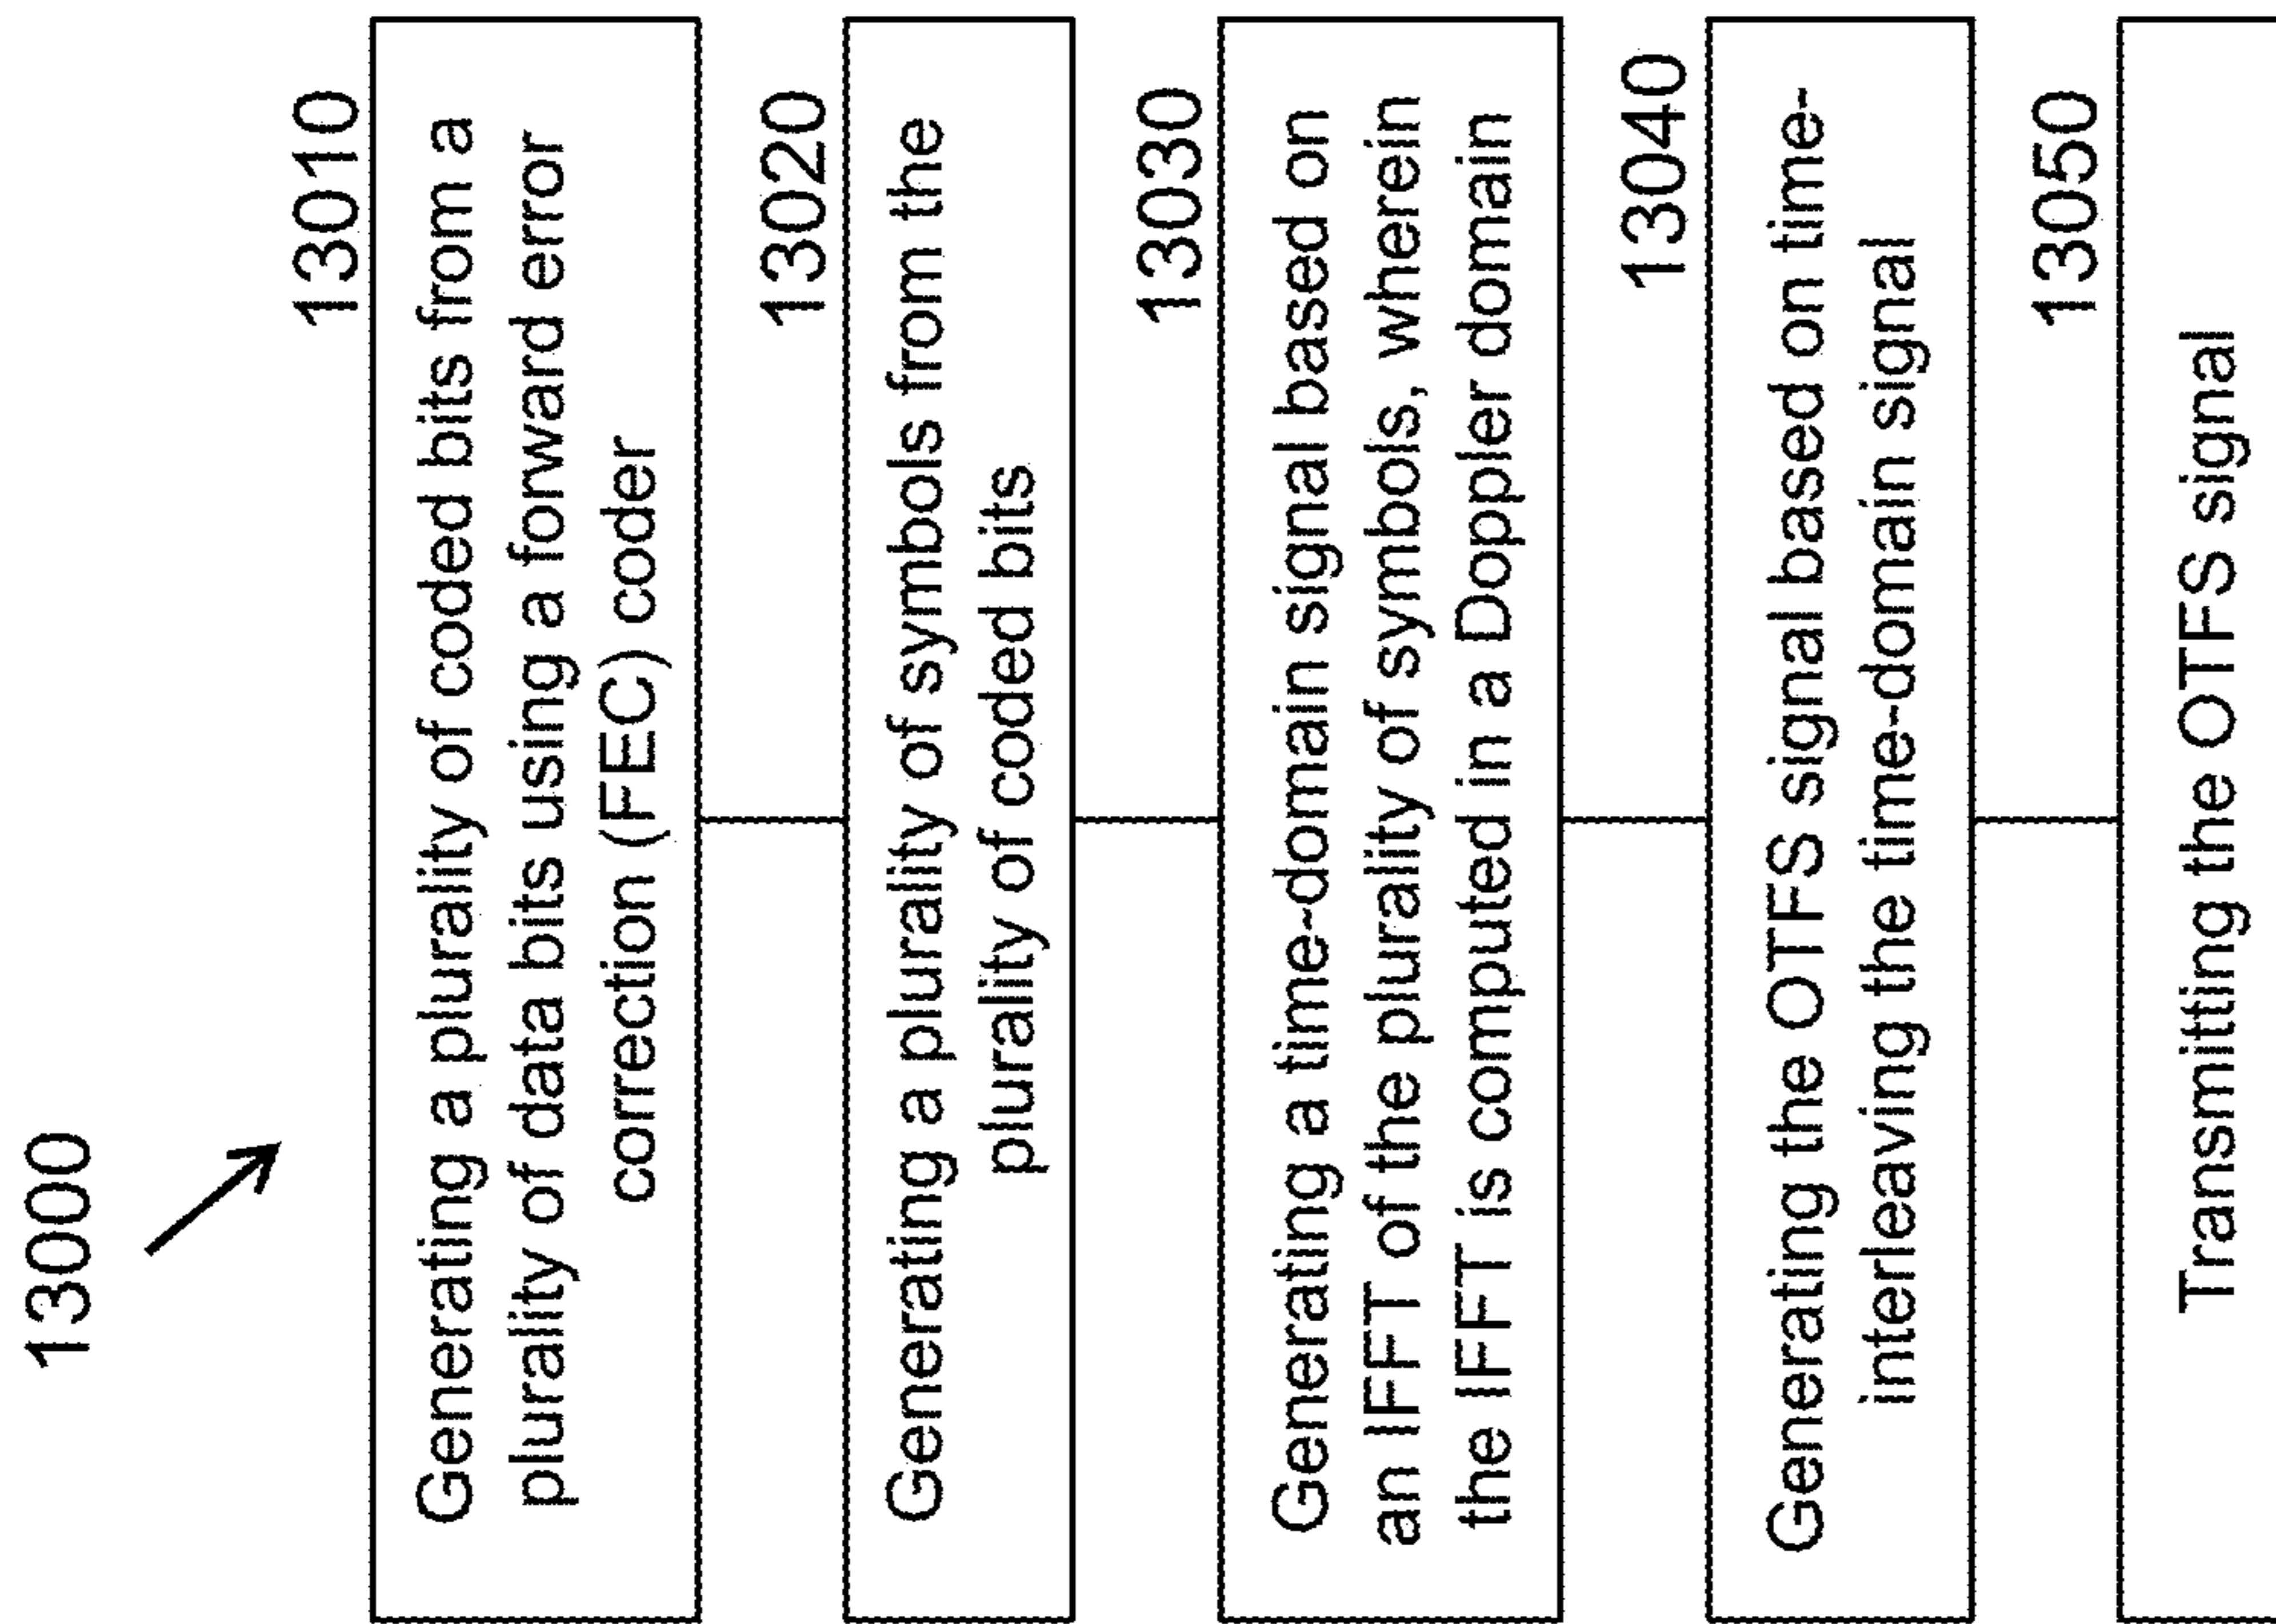 13000
13010
Generating a plurality of coded bits from a
plurality of data bits using a forward error
correction (FEC) coder
13020
Generating a plurality of symbols from the
plurality of coded bits
13030
Generating a time-domain signal based on
an IFFT of the plurality of symbols, wherein
the IFFT is computed in a Doppler domain
13040
Generating the OTFS signal based on time-
interleaving the time-domain signal
13050
Transmitting the OTFS signal